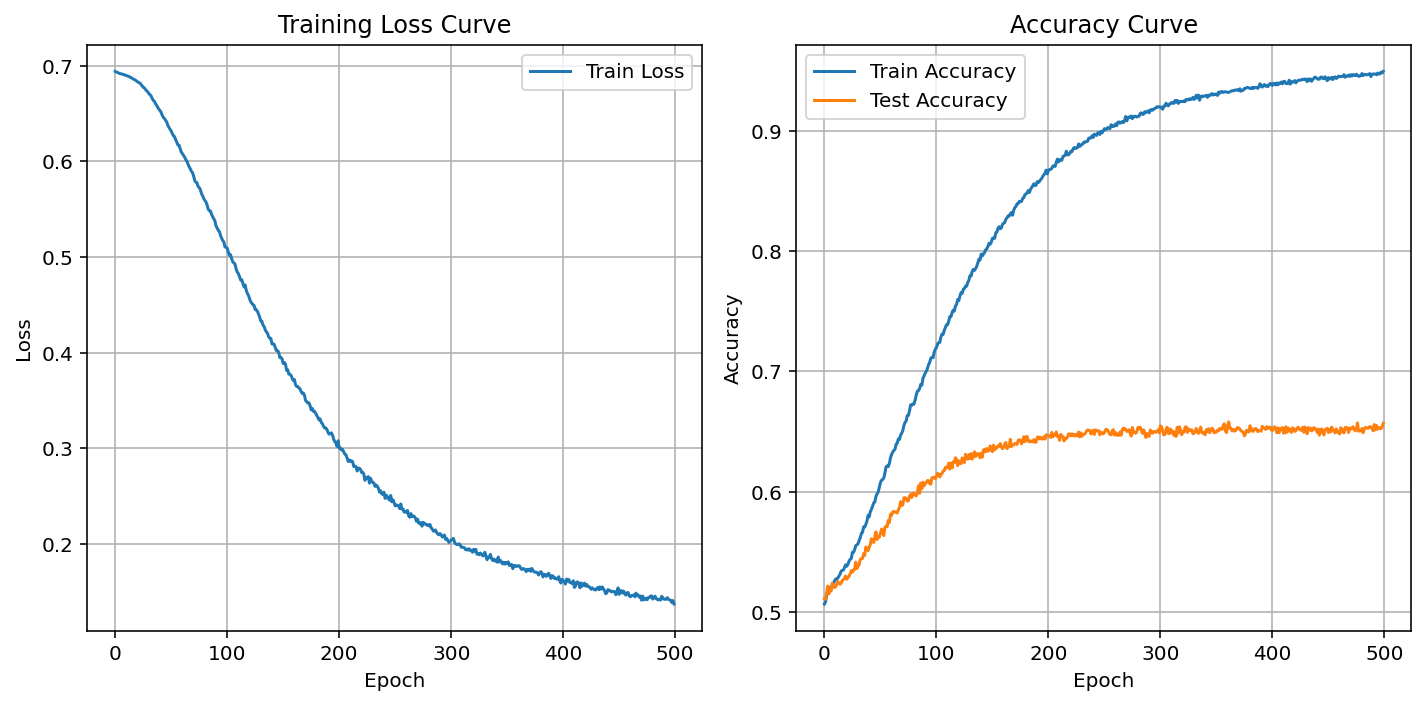 Training Loss Curve
Train Loss
0.7
0.6
0.5
0.4
0.3
0.2
Loss
0 100 200 300 400 500
Epoch
Accuracy Curve
Train Accuracy
Test Accuracy
0.9
0.8
0.7
0.6
0.5
Accuracy
0 100 200 300 400 500
Epoch